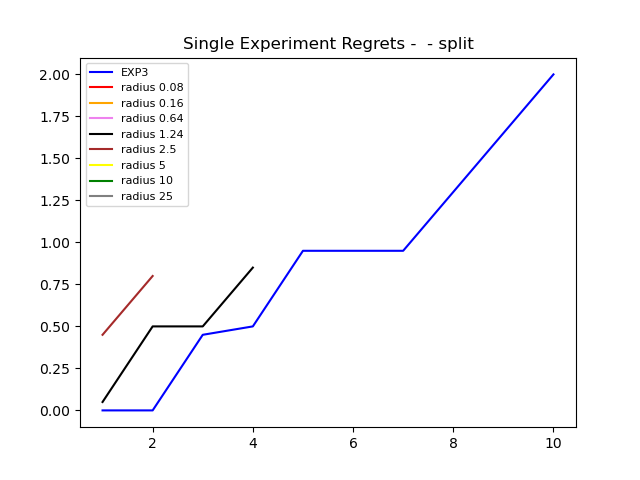 Single Experiment Regrets -  - split
EXP3
radius 0.08
radius 0.16
radius 0.64
radius 1.24
radius 2.5
radius 5
radius 10
radius 25
2.00
1.75
1.50
1.25
1.00
0.75
0.50
0.25
0.00
2 4 6 8 10